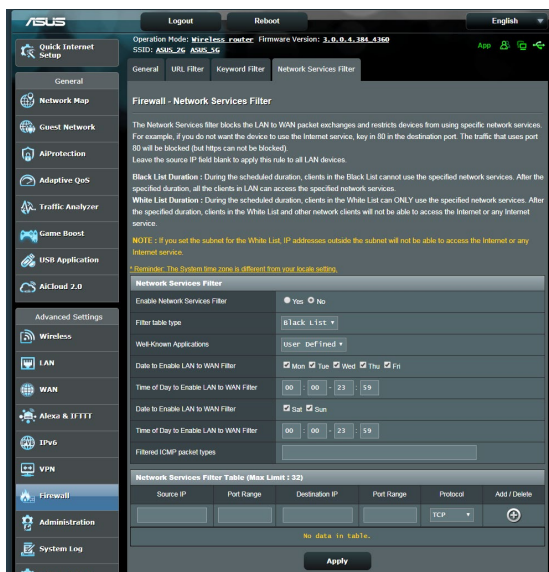 ASUS
Logout
Reboot
English
Operation Mode: Wireless router Firmware Version: 3.0.0.4.384_4360
SSID: ASUS_2G ASUS_5G
App
Quick Internet
Setup
General
Network Map
Guest Network
AiProtection
Adaptive QoS
Traffic Analyzer
Game Boost
USB Application
AiCloud 2.0
Advanced Settings
Wireless
LAN
WAN
Alexa & IFTTT
IPv6
VPN
Firewall
Administration
System Log
General
URL Filter
Keyword Filter
Network Services Filter
Firewall - Network Services Filter
The Network Services filter blocks the LAN to WAN packet exchanges and restricts devices from using specific network services.
For example, if you do not want the device to use the Internet service, key in 80 in the destination port. The traffic that uses port
80 will be blocked (but https can not be blocked).
Leave the source IP field blank to apply this rule to all LAN devices.
Black List Duration : During the scheduled duration, clients in the Black List cannot use the specified network services. After the
specified duration, all the clients in LAN can access the specified network services.
White List Duration : During the scheduled duration, clients in the White List can ONLY use the specified network services. After
the specified duration, clients in the White List and other network clients will not be able to access the Internet or any Internet
service.
NOTE : If you set the subnet for the White List, IP addresses outside the subnet will not be able to access the Internet or any
Internet service.
* Reminder: The System time zone is different from your locale setting.
Network Services Filter
Enable Network Services Filter Yes No
Filter table type Black List
Well-Known Applications User Defined
Date to Enable LAN to WAN Filter Mon Tue Wed Thu Fri
Time of Day to Enable LAN to WAN Filter 00 : 00 - 23 : 59
Date to Enable LAN to WAN Filter Sat Sun
Time of Day to Enable LAN to WAN Filter 00 : 00 - 23 : 59
Filtered ICMP packet types
Network Services Filter Table (Max Limit : 32)
Source IP Port Range Destination IP Port Range Protocol Add / Delete
TCP
No data in table.
Apply